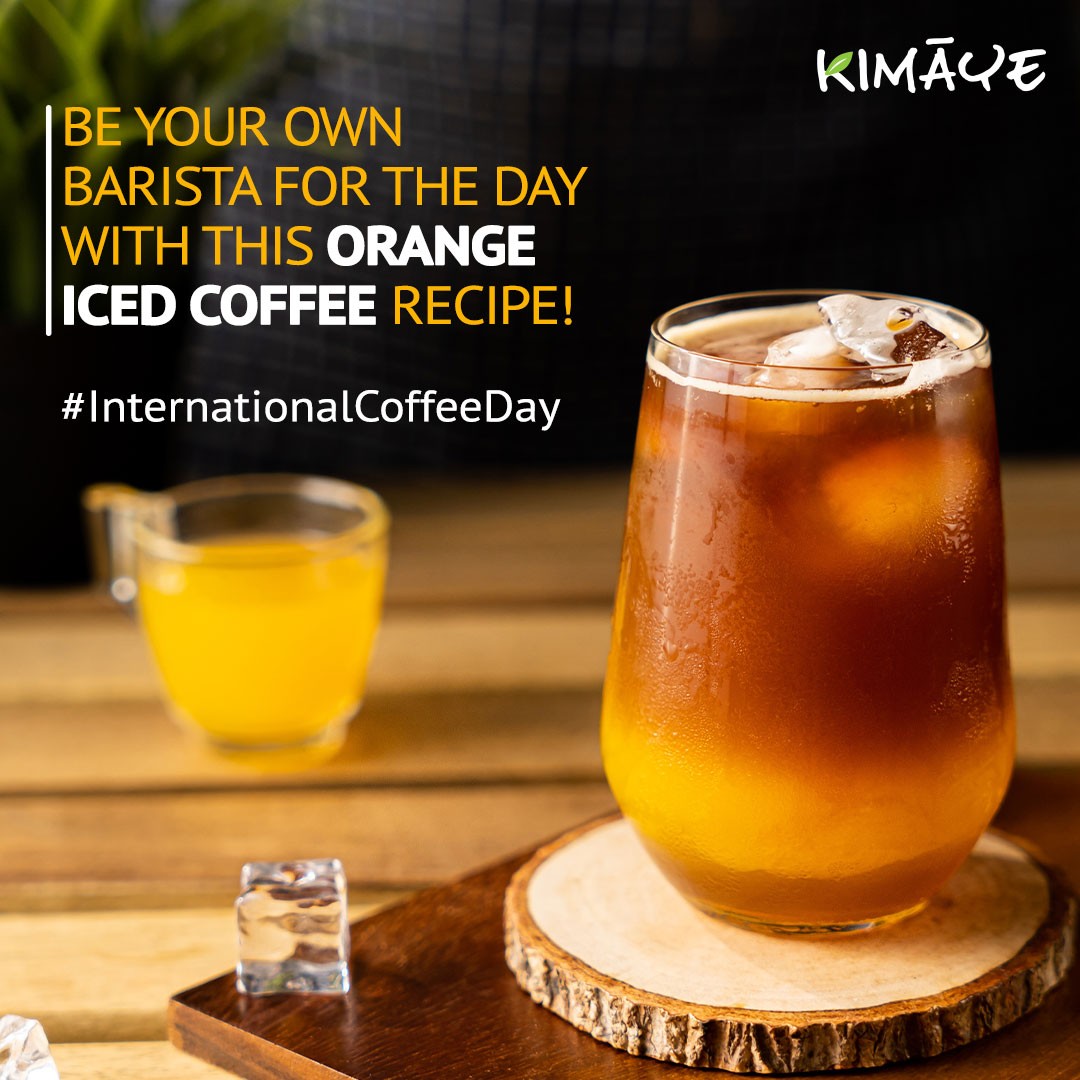 KIMĀYE
BE YOUR OWN
BARISTA FOR THE DAY
WITH THIS ORANGE
ICED COFFEE RECIPE!
#InternationalCoffeeDay